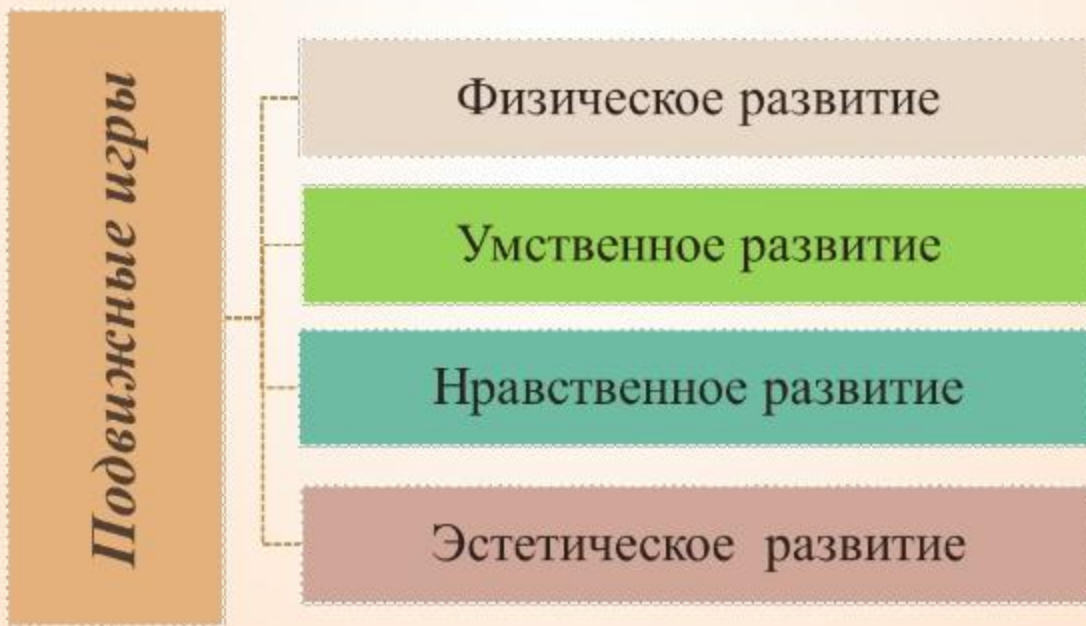 Подвижные игры
Физическое развитие
Умственное развитие
Нравственное развитие
Эстетическое развитие